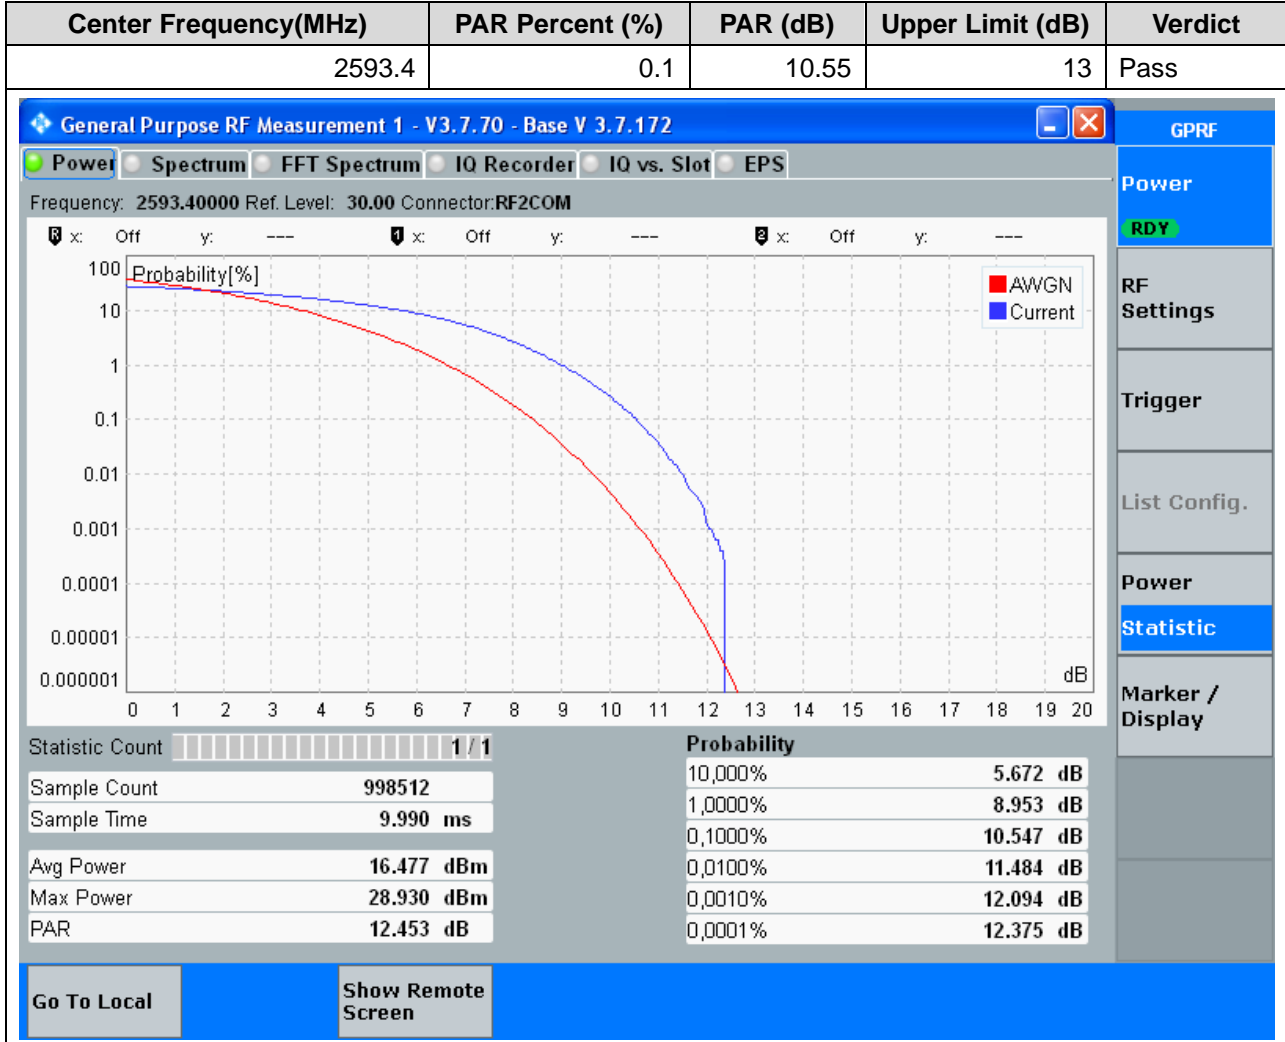 Center Frequency(MHz) PAR Percent (%) PAR (dB) Upper Limit (dB) Verdict
2593.4 0.1 10.55 13 Pass
General Purpose RF Measurement 1 - V3.7.70 - Base V 3.7.172
GPRF
Power Spectrum FFT Spectrum IQ Recorder IQ vs. Slot EPS
Frequency: 2593.40000 Ref. Level: 30.00 Connector:RF2COM
R x: Off y: --- 1 x: Off y: --- 2 x: Off y: ---
Probability[%]
AWGN
Current
100
10
1
0.1
0.01
0.001
0.0001
0.00001
0.000001
dB
0 1 2 3 4 5 6 7 8 9 10 11 12 13 14 15 16 17 18 19 20
Statistic Count 1 / 1
Sample Count 998512
Sample Time 9.990 ms
Avg Power 16.477 dBm
Max Power 28.930 dBm
PAR 12.453 dB
Probability
10,000% 5.672 dB
1,0000% 8.953 dB
0,1000% 10.547 dB
0,0100% 11.484 dB
0,0010% 12.094 dB
0,0001% 12.375 dB
Power
RDY
RF
Settings
Trigger
List Config.
Power
Statistic
Marker /
Display
Go To Local
Show Remote
Screen